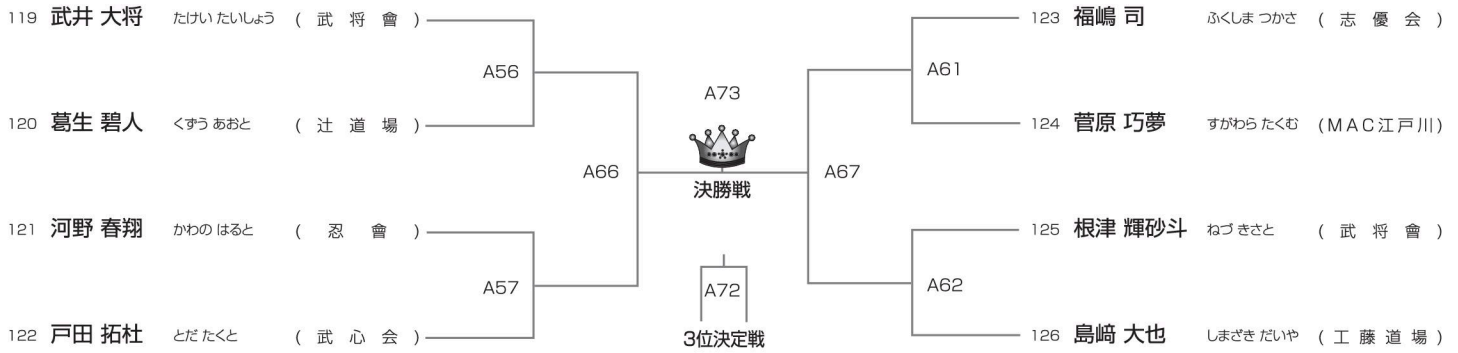 119 武井 大将 たけい たいしょう ( 武 将 會 )
A56
120 葛生 碧人 くずう あおと ( 辻 道 場 )
A66
121 河野 春翔 かわの はると ( 忍 會 )
A57
122 戸田 拓杜 とだ たくと ( 武 心 会 )
A73
決勝戦
A72
3位決定戦
123 福嶋 司 ふくしま つかさ ( 志 優 会 )
A61
124 菅原 巧夢 すがわら たくむ (MAC江戸川)
A67
125 根津 輝砂斗 ねづ きさと ( 武 将 會 )
A62
126 島﨑 大也 しまざき だいや ( 工 藤 道 場 )